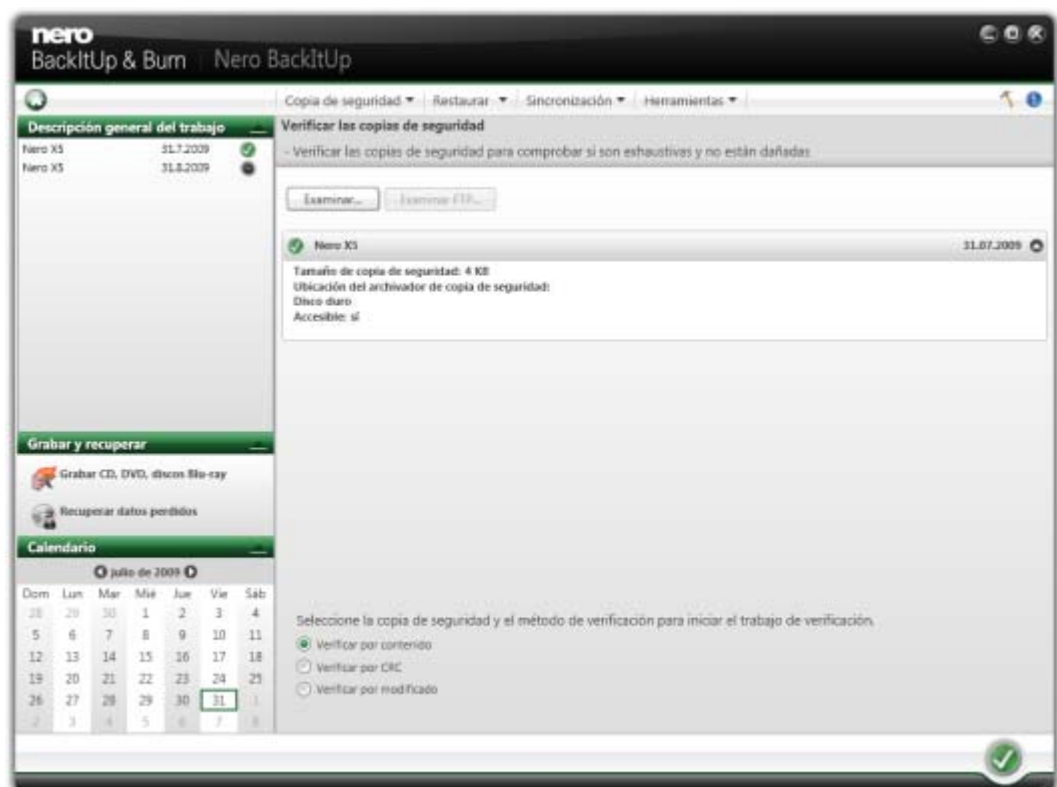 nero
BackItUp & Burn | Nero BackItUp
Copia de seguridad Restaurar Sincronización Herramientas
Descripción general del trabajo
Nero X5 31.7.2009
Nero X5 31.8.2009
Verificar las copias de seguridad
- Verificar las copias de seguridad para comprobar si son exhaustivas y no están dañadas
Examinar... Examinar FTP...
Nero X5 31.07.2009
Tamaño de copia de seguridad: 4 KB
Ubicación del archivador de copia de seguridad:
Disco duro
Accesible: sí
Grabar y recuperar
Grabar CD, DVD, discos Blu-ray
Recuperar datos perdidos
Calendario
julio de 2009
Dom Lun Mar Mié Jue Vie Sáb
28 29 30 1 2 3 4
5 6 7 8 9 10 11
12 13 14 15 16 17 18
19 20 21 22 23 24 25
26 27 28 29 30 31 1
2 3 4 5 6 7 8
Seleccione la copia de seguridad y el método de verificación para iniciar el trabajo de verificación.
Verificar por contenido
Verificar por CRC
Verificar por modificado